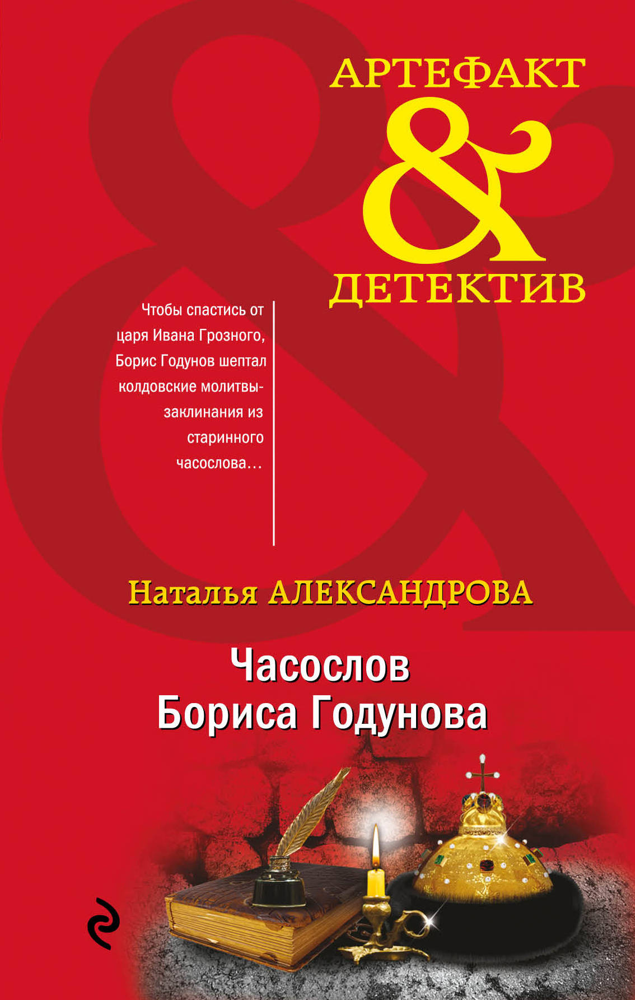 АРТЕФАКТ
&
ДЕТЕКТИВ
Чтобы спастись от
царя Ивана Грозного,
Борис Годунов шептал
колдовские молитвы-
заклинания из
старинного
часослова...
Наталья АЛЕКСАНДРОВА
Часослов
Бориса Годунова